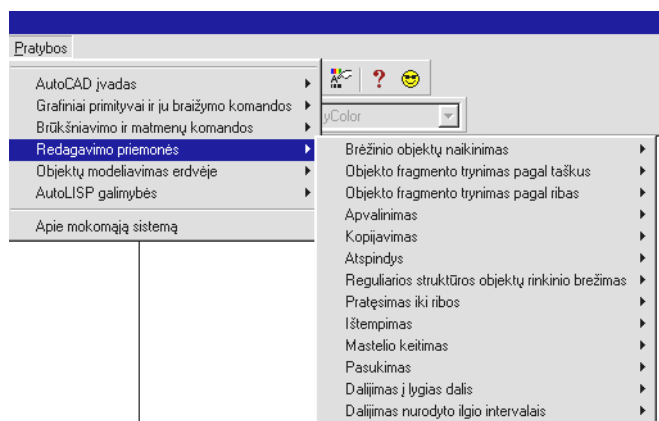 Pratybos
AutoCAD įvadas
Grafiniai primityvai ir ju braižymo komandos
Brūkšniavimo ir matmenų komandos
Redagavimo priemonės
Objektų modeliavimas erdvėje
AutoLISP galimybės
Apie mokomąją sistemą
?
yColor
Brėžinio objektų naikinimas
Objekto fragmento trynimas pagal taškus
Objekto fragmento trynimas pagal ribas
Apvalinimas
Kopijavimas
Atspindys
Reguliarios struktūros objektų rinkinio brežimas
Pratęsimas iki ribos
Ištempimas
Mastelio keitimas
Pasukimas
Dalijimas į lygias dalis
Dalijimas nurodyto ilgio intervalais